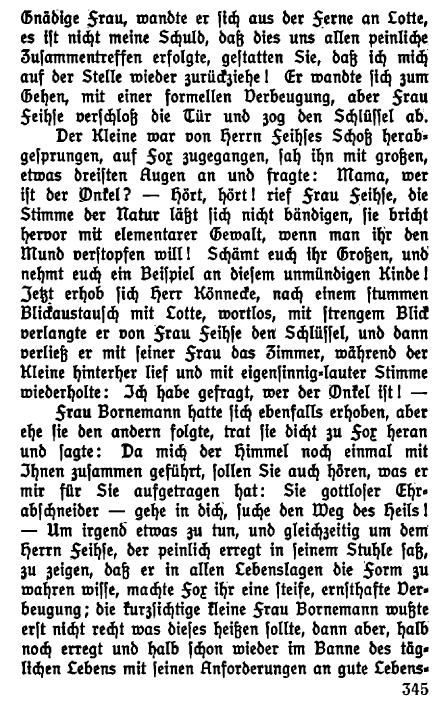 Gnädige Frau, wandte er sich aus der Ferne an Lotte,
es ist nicht meine Schuld, daß dies uns allen peinliche
Zusammentreffen erfolgte, gestatten Sie, daß ich mich
auf der Stelle wieder zurückziehe! Er wandte sich zum
Gehen, mit einer formellen Verbeugung, aber Frau
Feihse verschloß die Tür und zog den Schlüssel ab.
Der Kleine war von Herrn Feihses Schoß herab-
gesprungen, auf Fox zugegangen, sah ihn mit großen,
etwas dreisten Augen an und fragte: Mama, wer
ist der Onkel? — Hört, hört! rief Frau Feihse, die
Stimme der Natur läßt sich nicht bändigen, sie bricht
hervor mit elementarer Gewalt, wenn man ihr den
Mund verstopfen will! Schämt euch ihr Großen, und
nehmt euch ein Beispiel an diesem unmündigen Kinde!
Jetzt erhob sich Herr Könnecke, nach einem stummen
Blickaustausch mit Lotte, wortlos, mit strengem Blick
verlangte er von Frau Feihse den Schlüssel, und dann
verließ er mit seiner Frau das Zimmer, während der
Kleine hinterher lief und mit eigensinnig-lauter Stimme
wiederholte: Ich habe gefragt, wer der Onkel ist! —
Frau Bornemann hatte sich ebenfalls erhoben, aber
ehe sie den andern folgte, trat sie dicht zu Fox heran
und sagte: Da mich der Himmel noch einmal mit
Ihnen zusammen geführt, sollen Sie auch hören, was er
mir für Sie aufgetragen hat: Sie gottloser Ehr-
abschneider — gehe in dich, suche den Weg des Heils!
— Um irgend etwas zu tun, und gleichzeitig um dem
Herrn Feihse, der peinlich erregt in seinem Stuhle saß,
zu zeigen, daß er in allen Lebenslagen die Form zu
wahren wisse, machte Fox ihr eine steife, ernsthafte Ver-
beugung; die kurzsichtige kleine Frau Bornemann wußte
erst nicht recht was dieses heißen sollte, dann aber, halb
noch erregt und halb schon wieder im Banne des täg-
lichen Lebens mit seinen Anforderungen an gute Lebens-
345